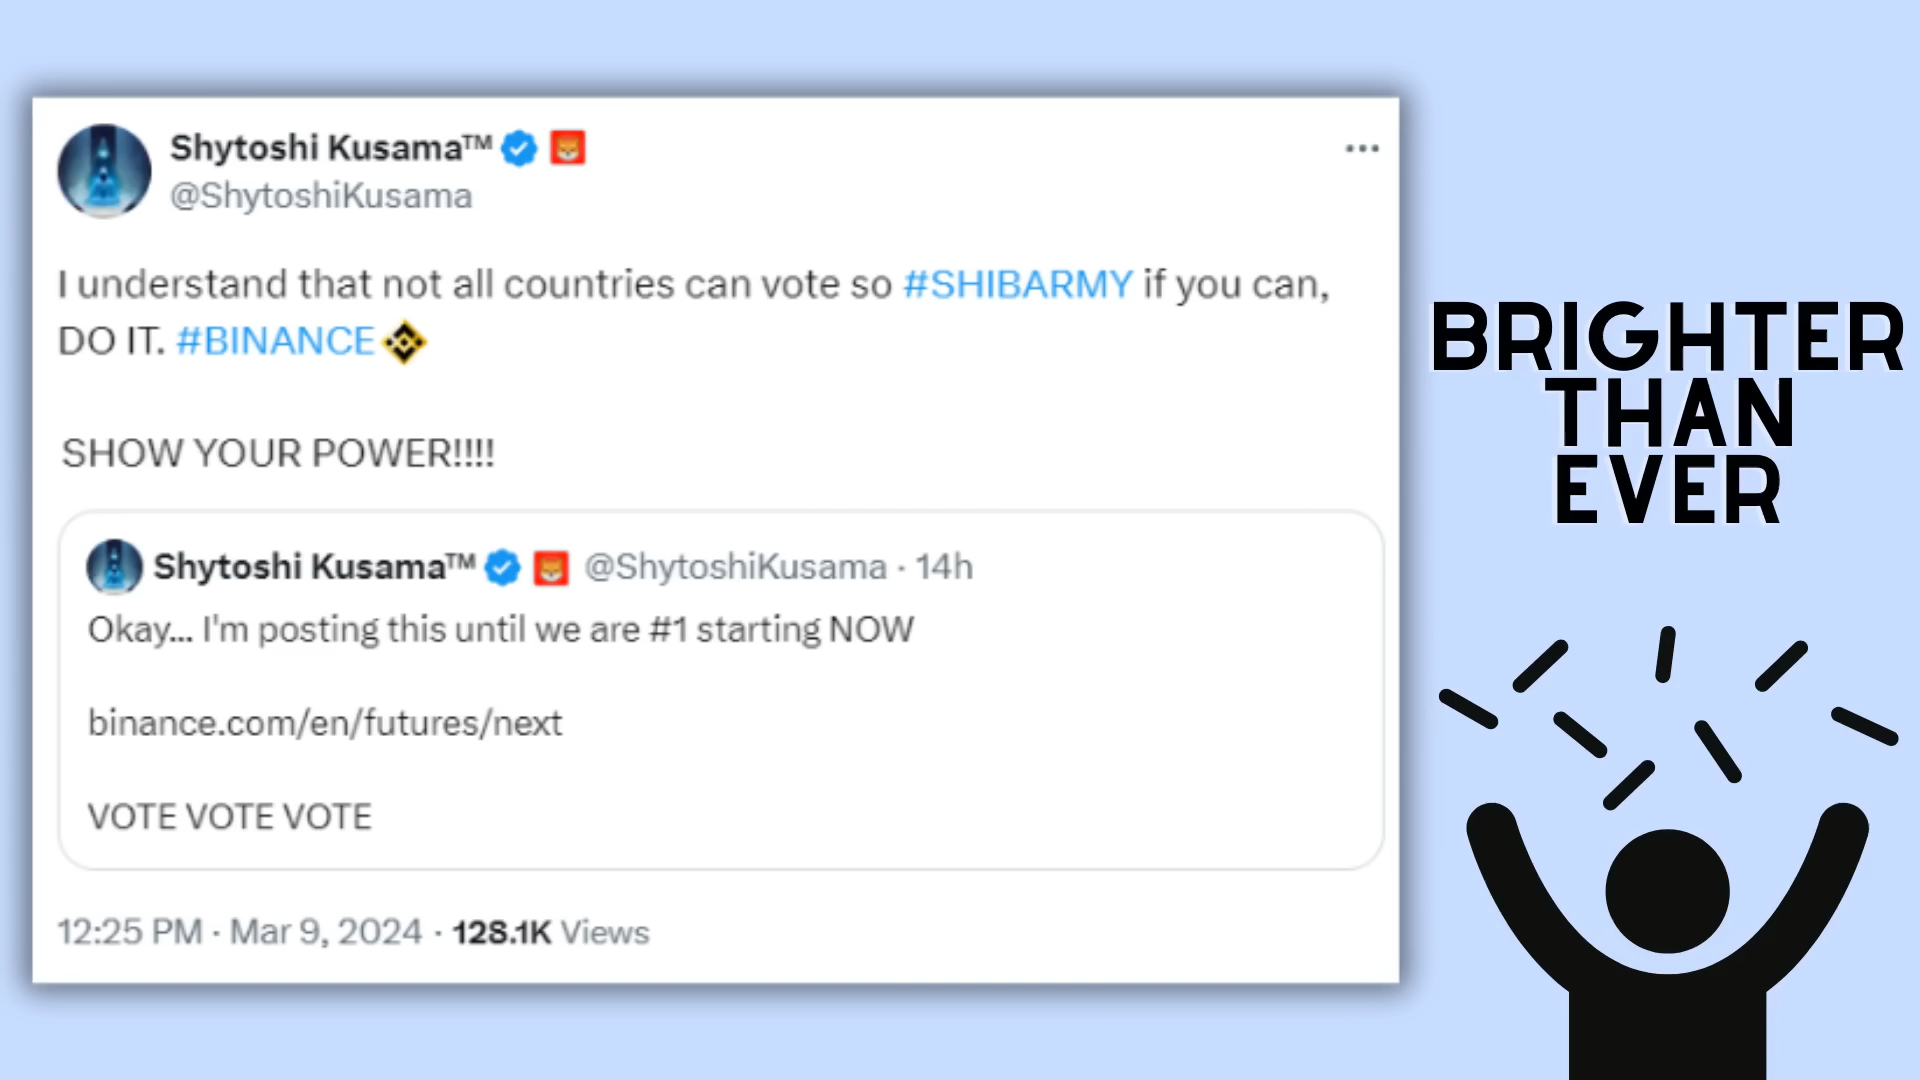 Shytoshi Kusama™
@ShytoshiKusama
I understand that not all countries can vote so #SHIBARMY if you can,
DO IT. #BINANCE
SHOW YOUR POWER!!!!
Shytoshi Kusama™ @ShytoshiKusama · 14h
Okay... I'm posting this until we are #1 starting NOW
binance.com/en/futures/next
VOTE VOTE VOTE
12:25 PM · Mar 9, 2024 · 128.1K Views
BRIGHTER
THAN
EVER